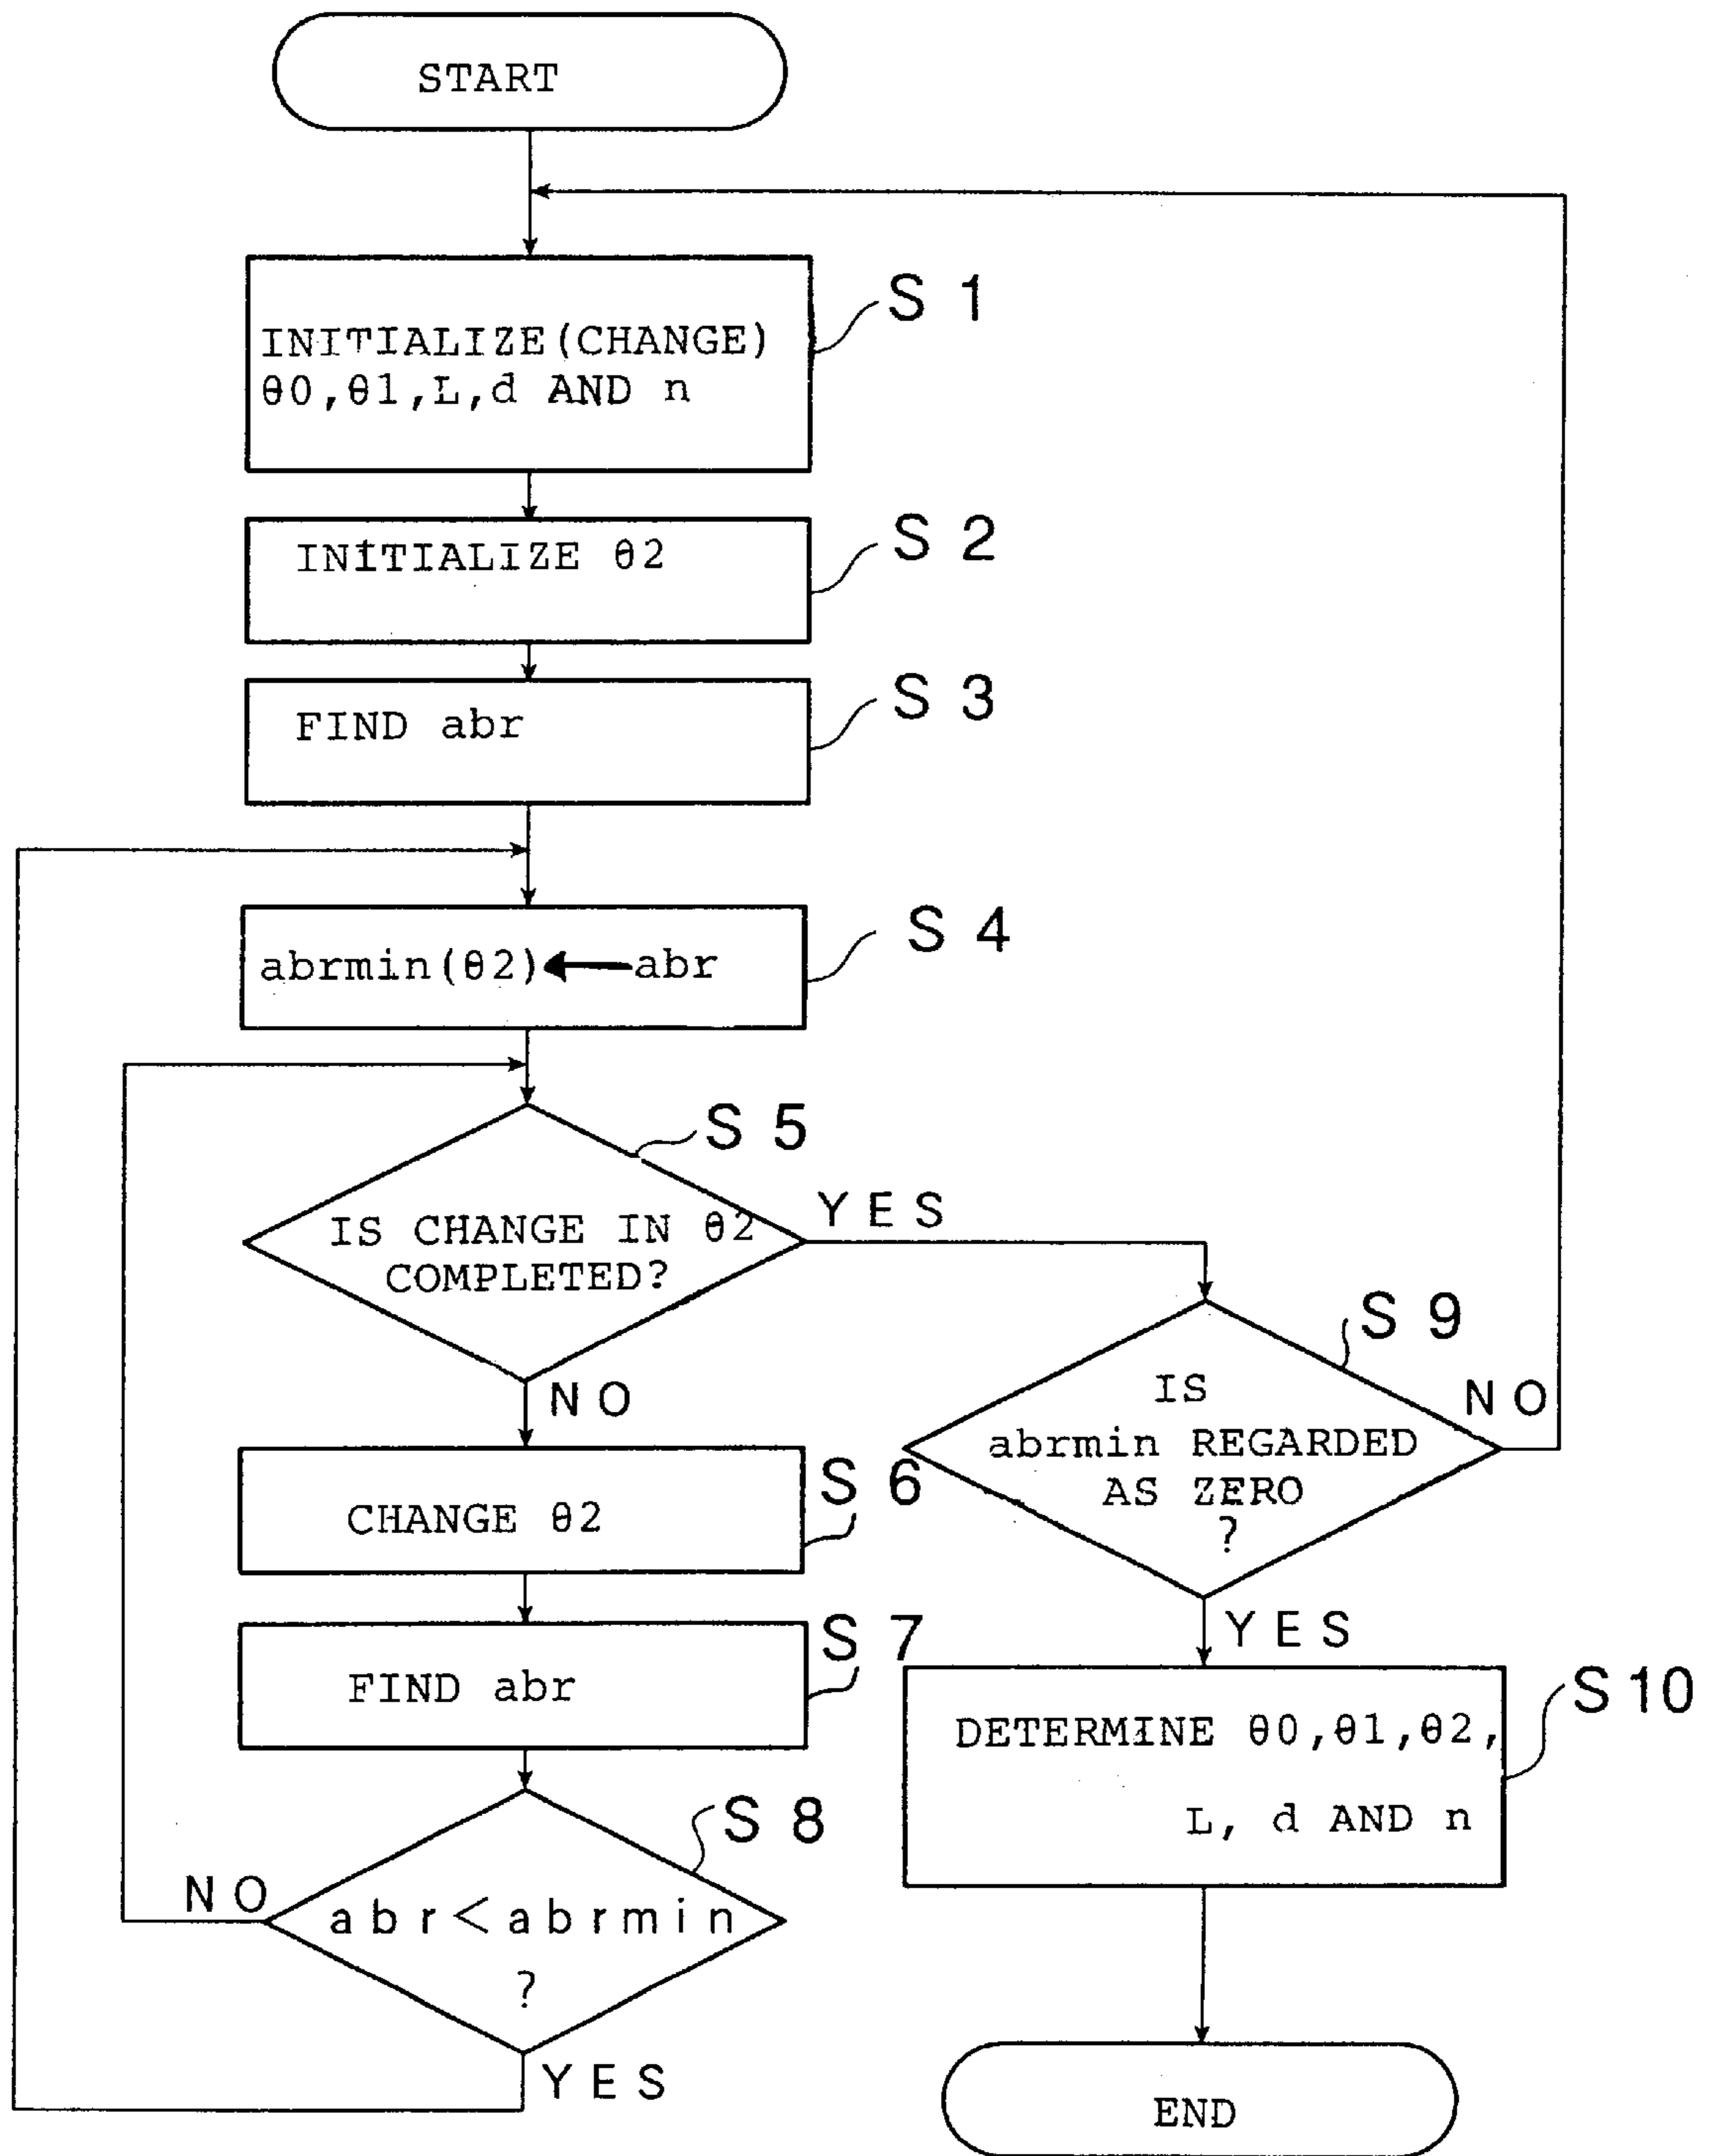 START
S 1
INITIALIZE(CHANGE)
θ0,θ1,L,d AND n
S 2
INITIALIZE θ2
S 3
FIND abr
S 4
abrmin(θ2)←abr
S 5
IS CHANGE IN θ2
COMPLETED?
YES
NO
S 6
CHANGE θ2
S 7
FIND abr
S 8
abr<abrmin
?
NO
YES
S 9
IS
abrmin REGARDED
AS ZERO
?
NO
YES
S10
DETERMINE θ0,θ1,θ2,
L, d AND n
END